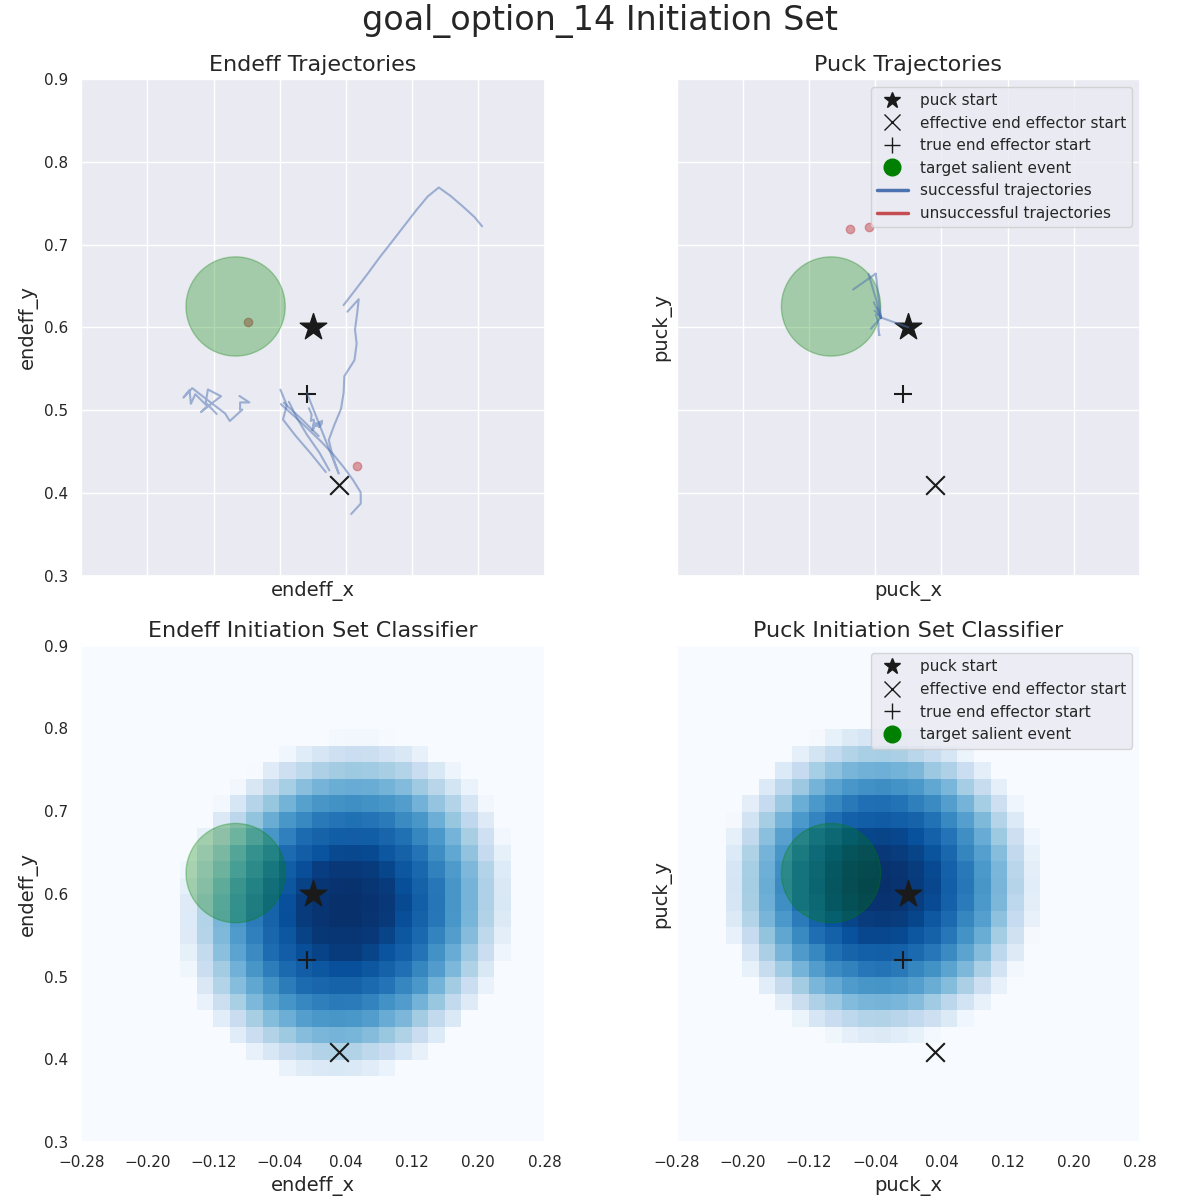 goal_option_14 Initiation Set
Endeff Trajectories
Puck Trajectories
0.9
0.8
0.7
0.6
0.5
0.4
0.3
endeff_y
endeff_x
puck_y
puck_x
puck start
effective end effector start
true end effector start
target salient event
successful trajectories
unsuccessful trajectories
Endeff Initiation Set Classifier
Puck Initiation Set Classifier
0.9
0.8
0.7
0.6
0.5
0.4
0.3
endeff_y
−0.28 −0.20 −0.12 −0.04 0.04 0.12 0.20 0.28
endeff_x
puck_y
puck start
effective end effector start
true end effector start
target salient event
−0.28 −0.20 −0.12 −0.04 0.04 0.12 0.20 0.28
puck_x